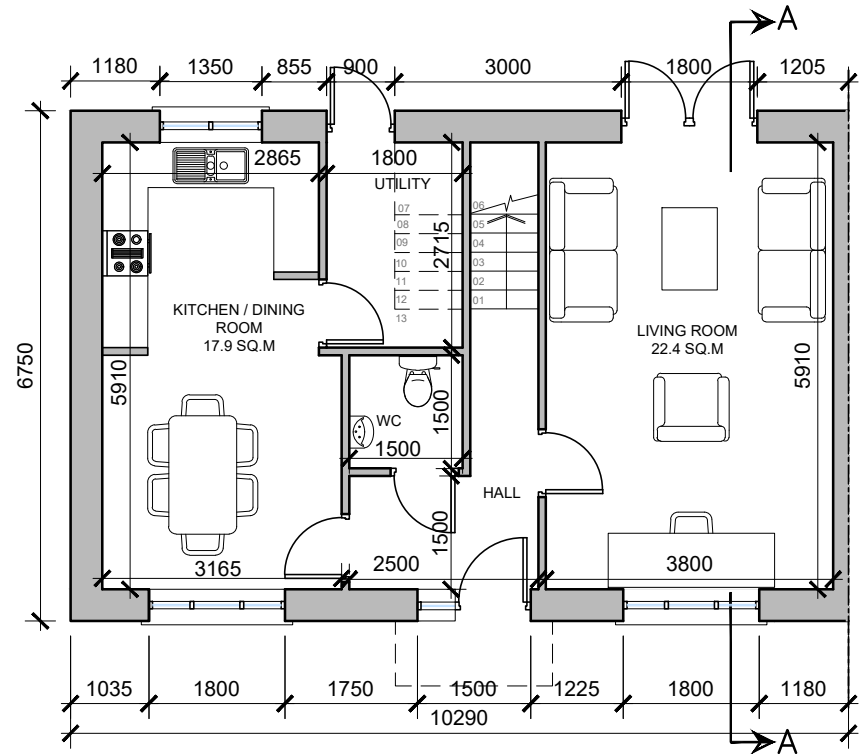 A
1180 1350 855 900 3000 1800 1205
2865 1800
UTILITY
07 06
08 05
09 04
10 03
11 02
12 01
13
2715
KITCHEN / DINING
ROOM
17.9 SQ.M
LIVING ROOM
22.4 SQ.M
6750
5910
5910
WC
1500
1500
HALL
1500
3165 2500 3800
1035 1800 1750 1500 1225 1800 1180
10290
A